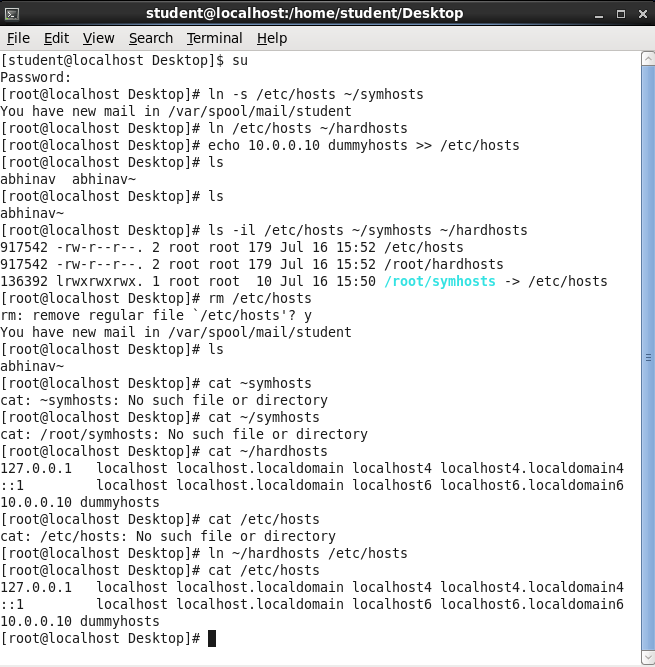 student@localhost:/home/student/Desktop
File Edit View Search Terminal Help
[student@localhost Desktop]$ su
Password:
[root@localhost Desktop]# ln -s /etc/hosts ~/symhosts
You have new mail in /var/spool/mail/student
[root@localhost Desktop]# ln /etc/hosts ~/hardhosts
[root@localhost Desktop]# echo 10.0.0.10 dummyhosts >> /etc/hosts
[root@localhost Desktop]# ls
abhinav  abhinav~
[root@localhost Desktop]# ls
abhinav~
[root@localhost Desktop]# ls -il /etc/hosts ~/symhosts ~/hardhosts
917542 -rw-r--r--. 2 root root 179 Jul 16 15:52 /etc/hosts
917542 -rw-r--r--. 2 root root 179 Jul 16 15:52 /root/hardhosts
136392 lrwxrwxrwx. 1 root root  10 Jul 16 15:50 /root/symhosts -> /etc/hosts
[root@localhost Desktop]# rm /etc/hosts
rm: remove regular file `/etc/hosts'? y
You have new mail in /var/spool/mail/student
[root@localhost Desktop]# ls
abhinav~
[root@localhost Desktop]# cat ~symhosts
cat: ~symhosts: No such file or directory
[root@localhost Desktop]# cat ~/symhosts
cat: /root/symhosts: No such file or directory
[root@localhost Desktop]# cat ~/hardhosts
127.0.0.1   localhost localhost.localdomain localhost4 localhost4.localdomain4
::1         localhost localhost.localdomain localhost6 localhost6.localdomain6
10.0.0.10 dummyhosts
[root@localhost Desktop]# cat /etc/hosts
cat: /etc/hosts: No such file or directory
[root@localhost Desktop]# ln ~/hardhosts /etc/hosts
[root@localhost Desktop]# cat /etc/hosts
127.0.0.1   localhost localhost.localdomain localhost4 localhost4.localdomain4
::1         localhost localhost.localdomain localhost6 localhost6.localdomain6
10.0.0.10 dummyhosts
[root@localhost Desktop]#